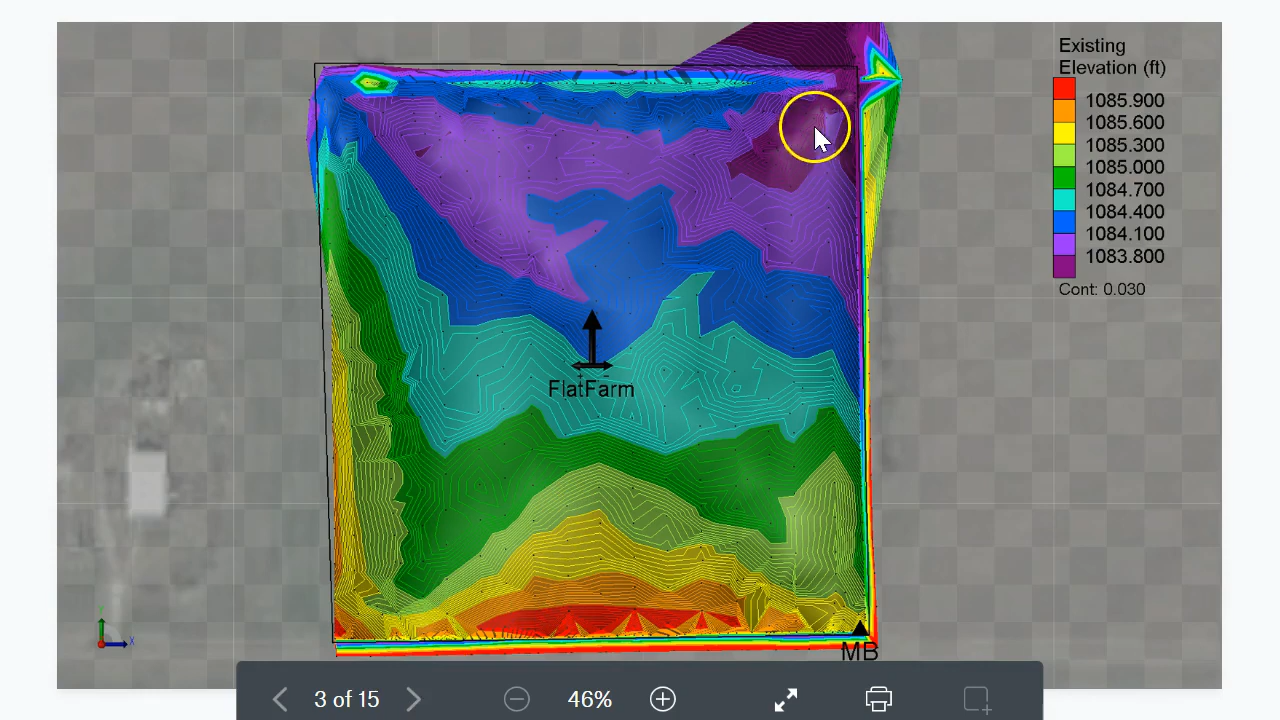 Existing
Elevation (ft)
1085.900
1085.600
1085.300
1085.000
1084.700
1084.400
1084.100
1083.800
Cont: 0.030
+ -
FlatFarm
Y
X
MB
3 of 15
46%